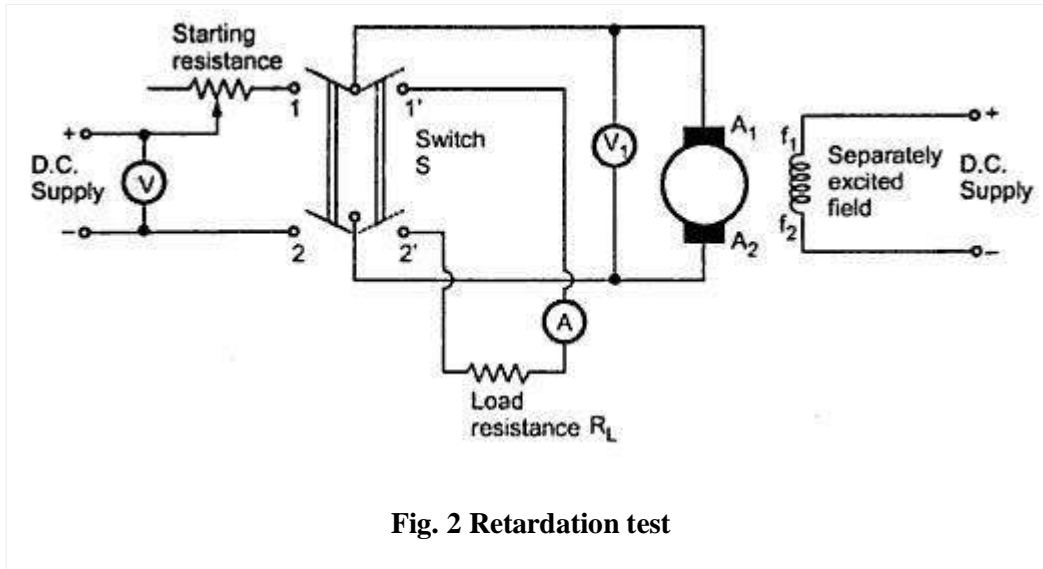 Starting
resistance
1
1'
+
D.C.
Supply
V
–
2
2'
Switch
S
V1
A1
A2
f1
f2
Separately
excited
field
+
D.C.
Supply
–
A
Load
resistance RL
Fig. 2 Retardation test